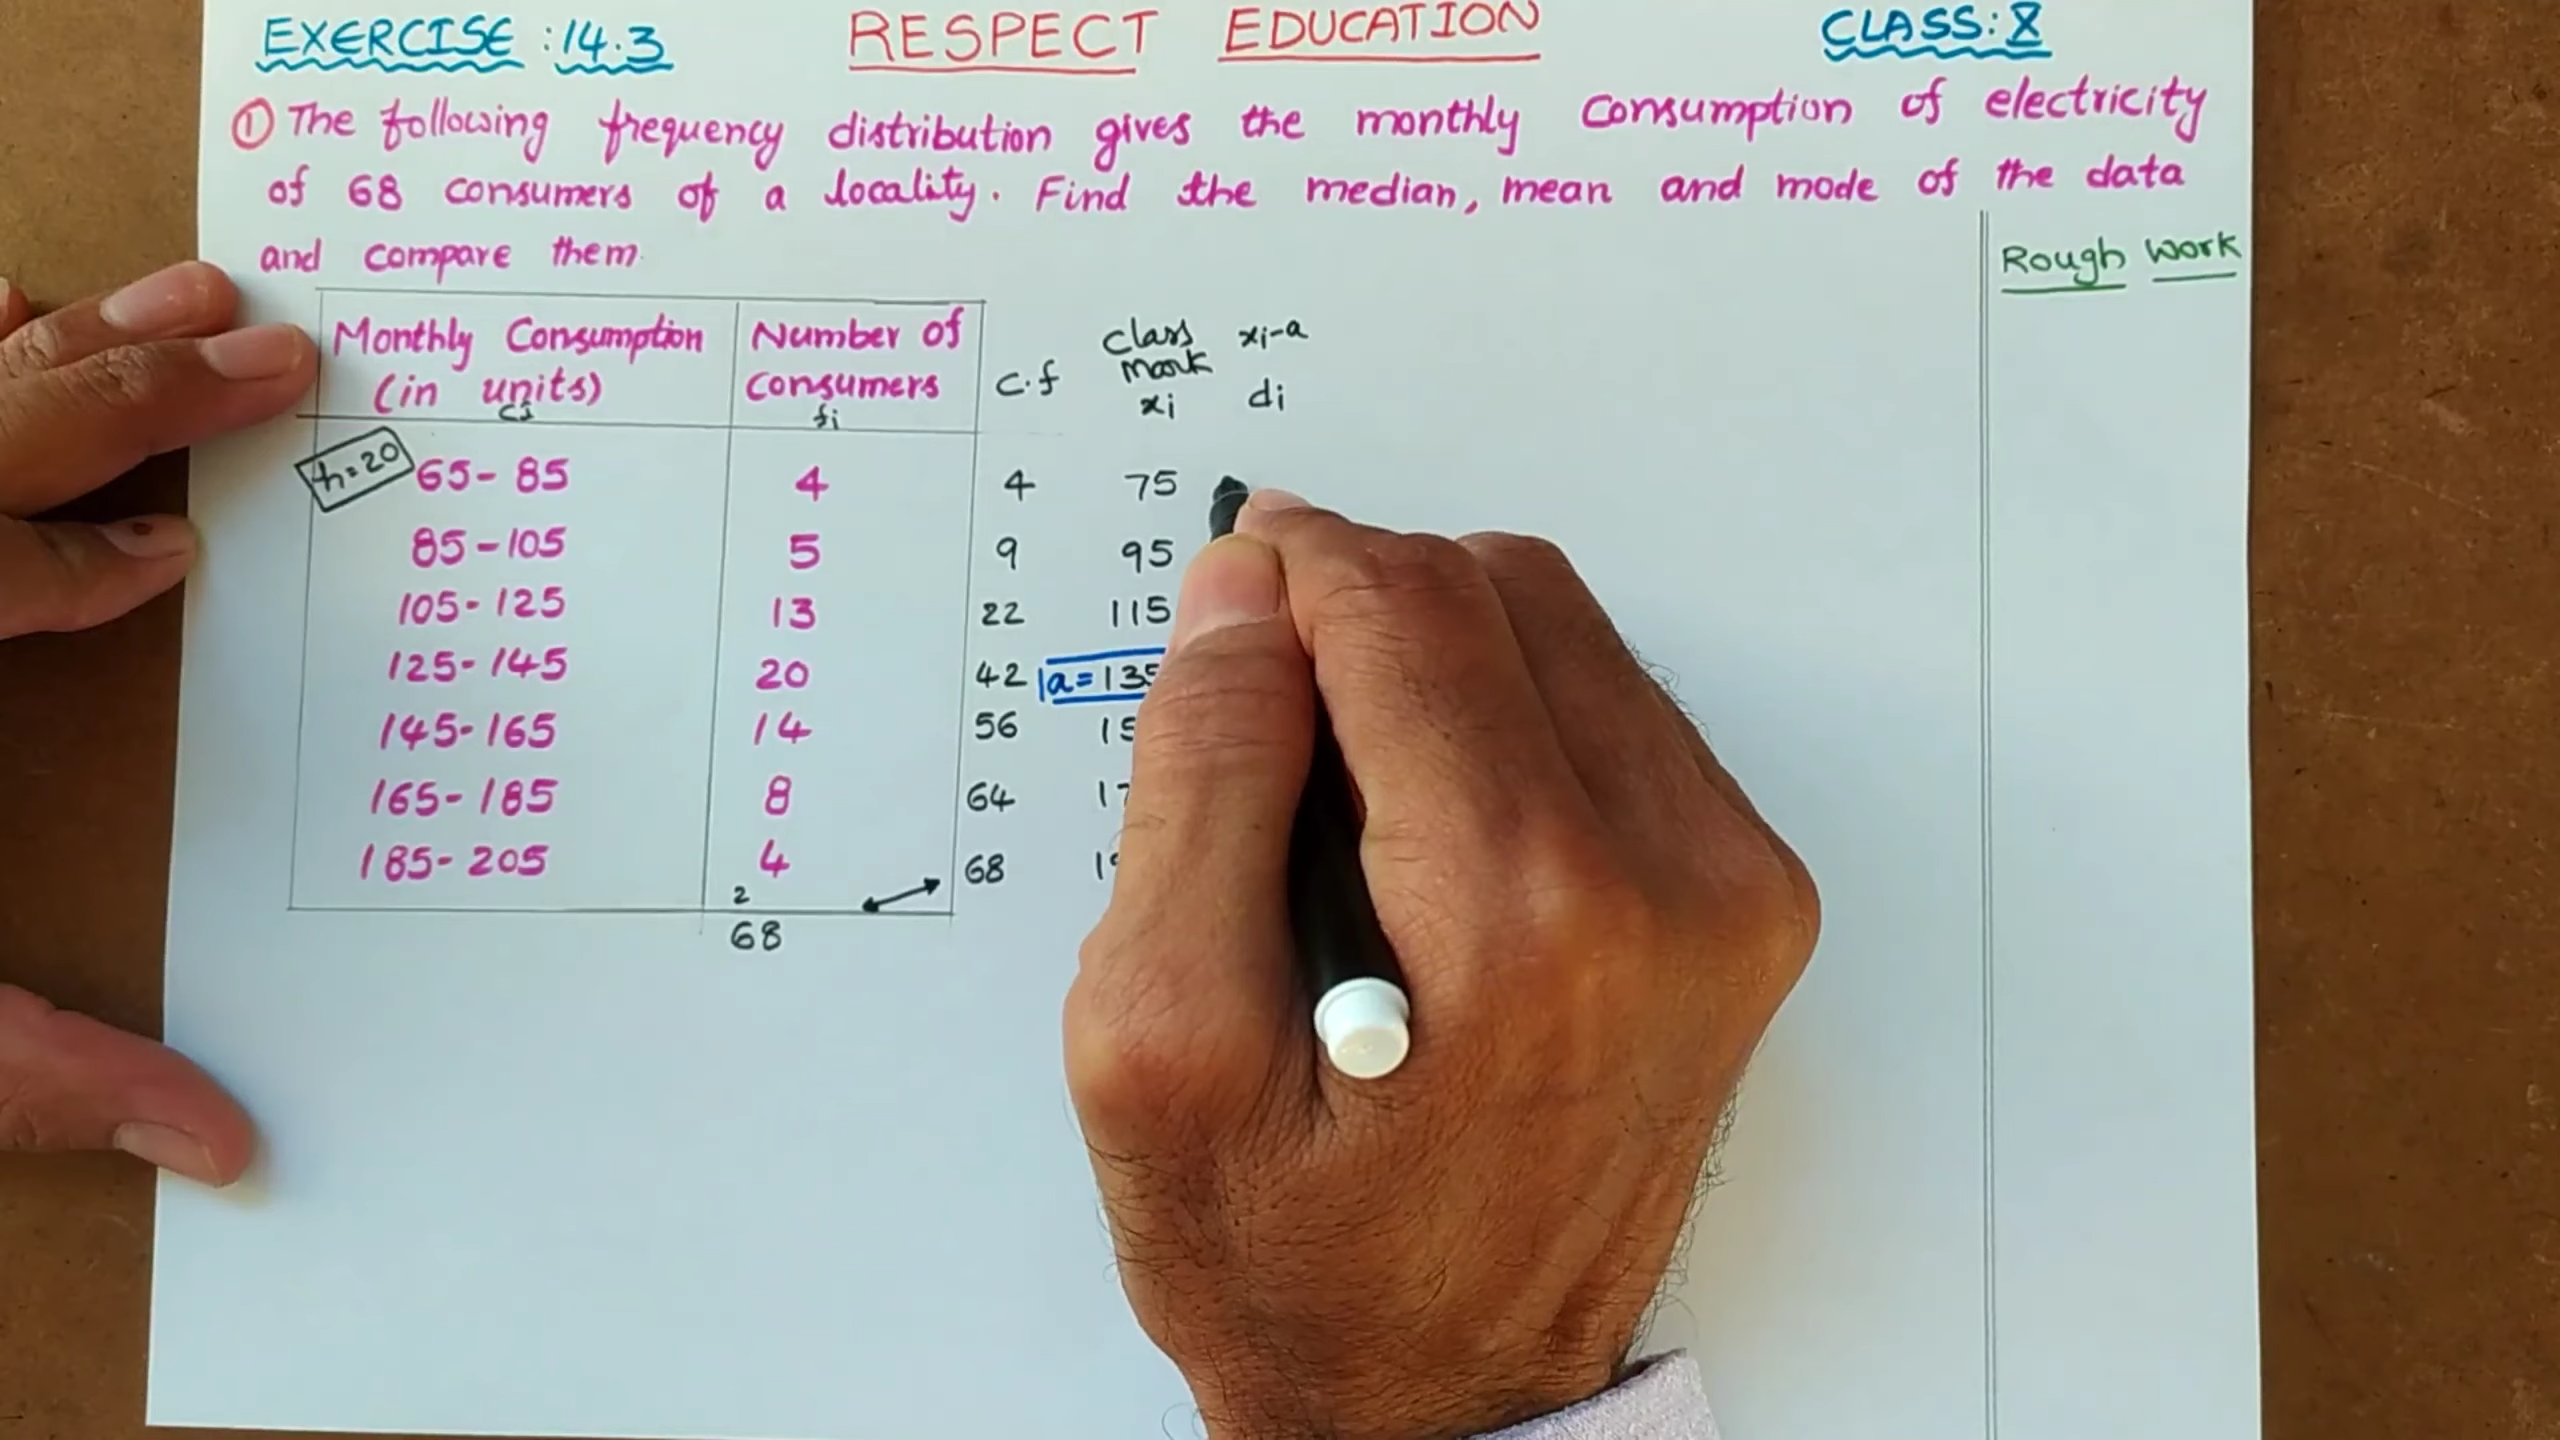 EXERCISE :14.3 RESPECT EDUCATION CLASS: X
① The following frequency distribution gives the monthly consumption of electricity
of 68 consumers of a locality. Find the median, mean and mode of the data
and compare them.
Rough Work
Monthly Consumption (in units) CI
Number of consumers fi
c.f
class mark xi
xi-a di
h=20
65-85 4 4 75
85-105 5 9 95
105-125 13 22 115
125-145 20 42 a=135
145-165 14 56
165-185 8 64
185-205 4 68
2
68